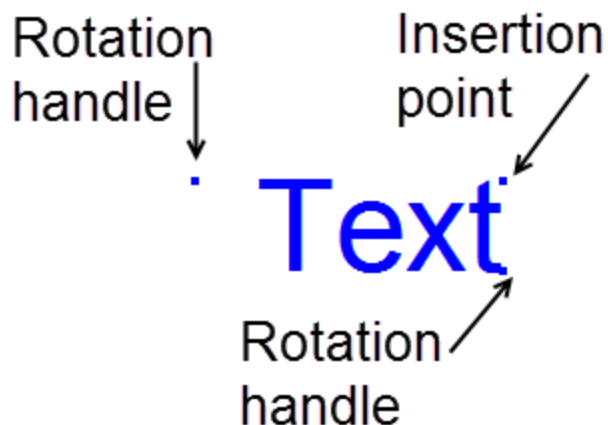 Rotation
handle
Insertion
point
Text
Rotation
handle